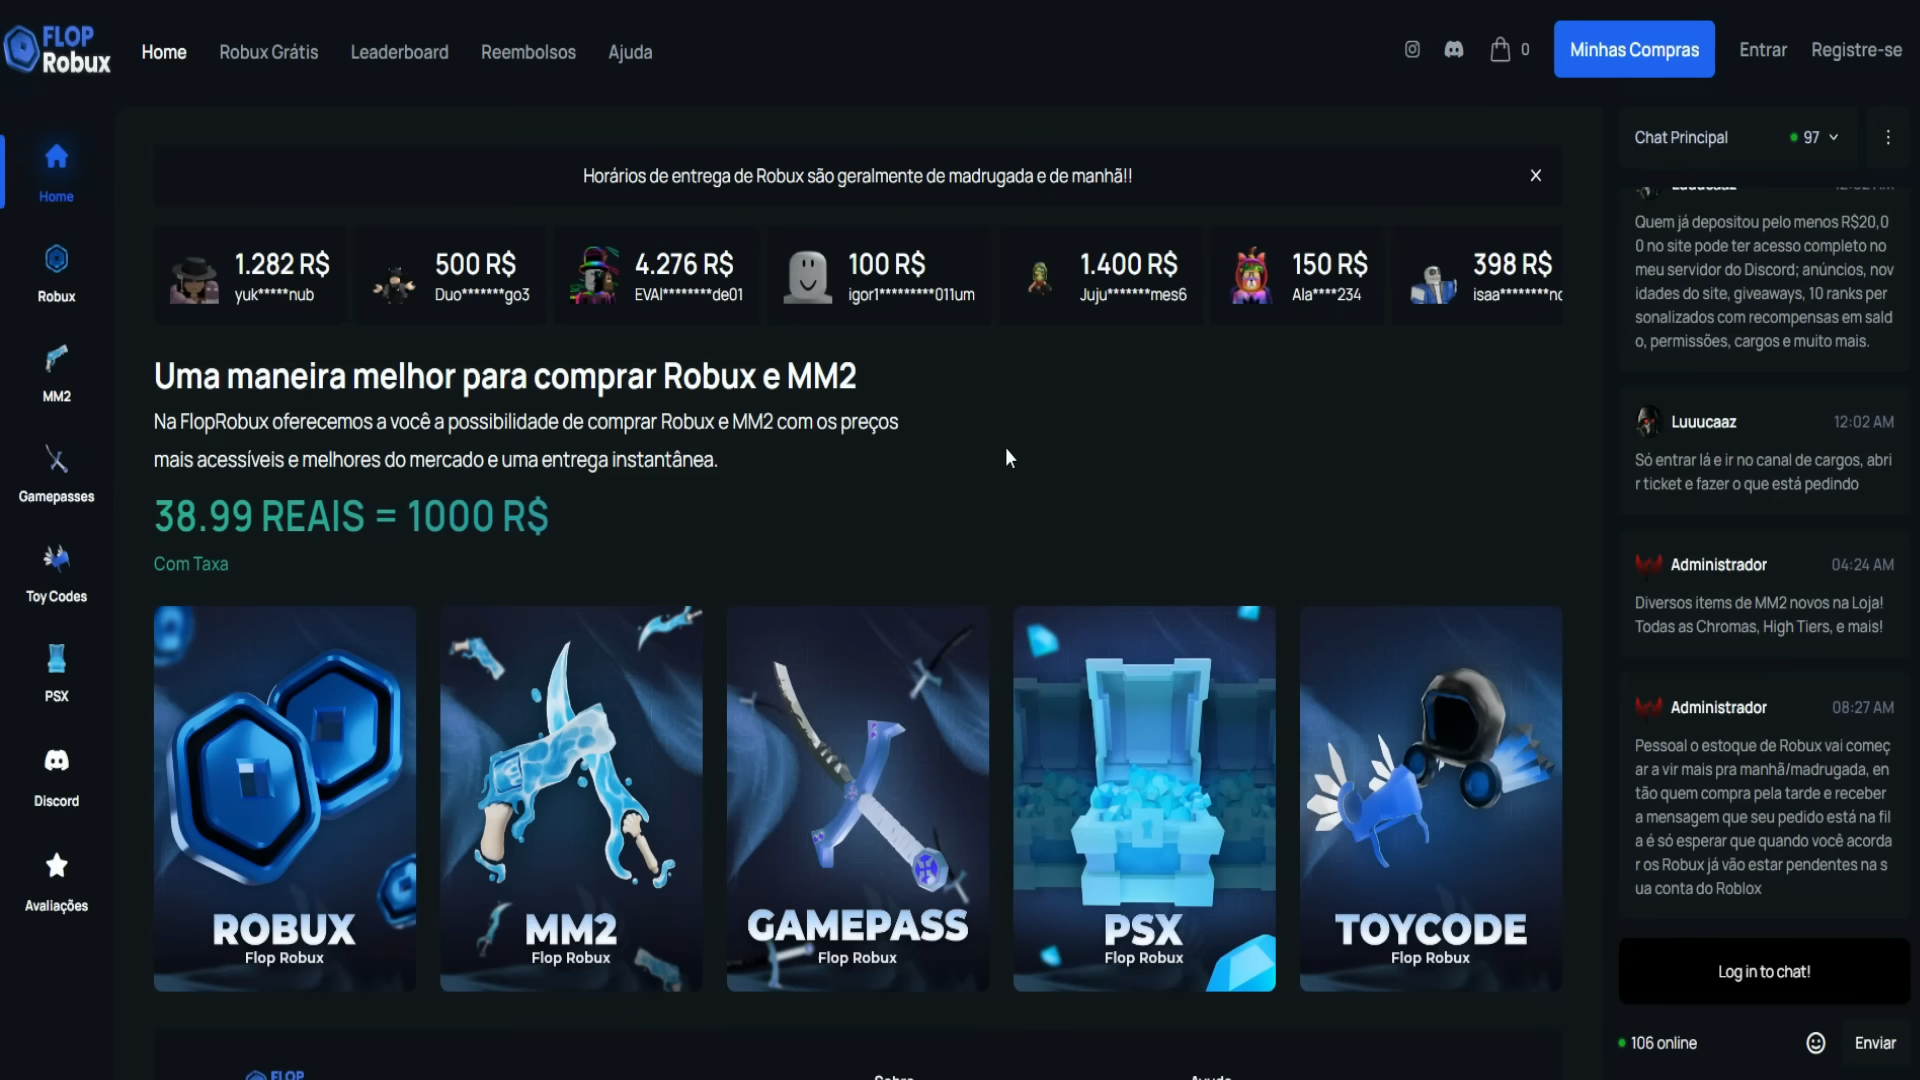 FLOP
Robux
Home
Robux Grátis
Leaderboard
Reembolsos
Ajuda
0
Minhas Compras
Entrar
Registre-se
Home
Robux
MM2
Gamepasses
Toy Codes
PSX
Discord
Avaliações
Horários de entrega de Robux são geralmente de madrugada e de manhã!!
1.282 R$
yuk*****nub
500 R$
Duo*******go3
4.276 R$
EVAI********de01
100 R$
igor1*********011um
1.400 R$
Juju*******mes6
150 R$
Ala****234
398 R$
Uma maneira melhor para comprar Robux e MM2
Na FlopRobux oferecemos a você a possibilidade de comprar Robux e MM2 com os preços
mais acessíveis e melhores do mercado e uma entrega instantânea.
38.99 REAIS = 1000 R$
Com Taxa
ROBUX
Flop Robux
MM2
Flop Robux
GAMEPASS
Flop Robux
PSX
Flop Robux
TOYCODE
Flop Robux
FLOP
Chat Principal
97
Quem já depositou pelo menos R$20,0
0 no site pode ter acesso completo no
meu servidor do Discord; anúncios, nov
idades do site, giveaways, 10 ranks per
sonalizados com recompensas em sald
o, permissões, cargos e muito mais.
Luuucaaz
12:02 AM
Só entrar lá e ir no canal de cargos, abri
r ticket e fazer o que está pedindo
Administrador
04:24 AM
Diversos items de MM2 novos na Loja!
Todas as Chromas, High Tiers, e mais!
Administrador
08:27 AM
Pessoal o estoque de Robux vai começ
ar a vir mais pra manhã/madrugada, en
tão quem compra pela tarde e receber
a mensagem que seu pedido está na fil
a é só esperar que quando você acorda
r os Robux já vão estar pendentes na s
ua conta do Roblox
Log in to chat!
106 online
Enviar